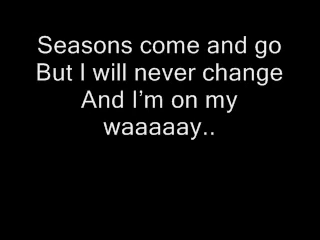 Seasons come and go
But I will never change
And I’m on my
waaaaay..